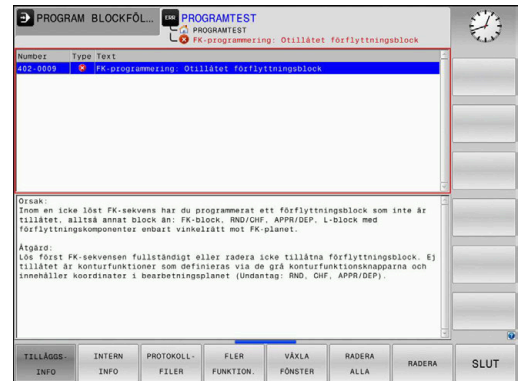 PROGRAM BLOCKFÖL...
ERR PROGRAMTEST
PROGRAMTEST
FK-programmering: Otillåtet förflyttningsblock
Number Type Text
402-0009 FK-programmering: Otillåtet förflyttningsblock
Orsak:
Inom en icke löst FK-sekvens har du programmerat ett förflyttningsblock som inte är
tillåtet, alltså annat block än: FK-block, RND/CHF, APPR/DEP, L-block med
förflyttningskomponenter enbart vinkelrätt mot FK-planet.
Åtgärd:
Lös först FK-sekvensen fullständigt eller radera icke tillåtna förflyttningsblock. Ej
tillåtet är konturfunktioner som definieras via de grå konturfunktionsknapparna och
innehåller koordinater i bearbetningsplanet (Undantag: RND, CHF, APPR/DEP).
TILLÄGGS-
INFO
INTERN
INFO
PROTOKOLL-
FILER
FLER
FUNKTION.
VÄXLA
FÖNSTER
RADERA
ALLA
RADERA
SLUT